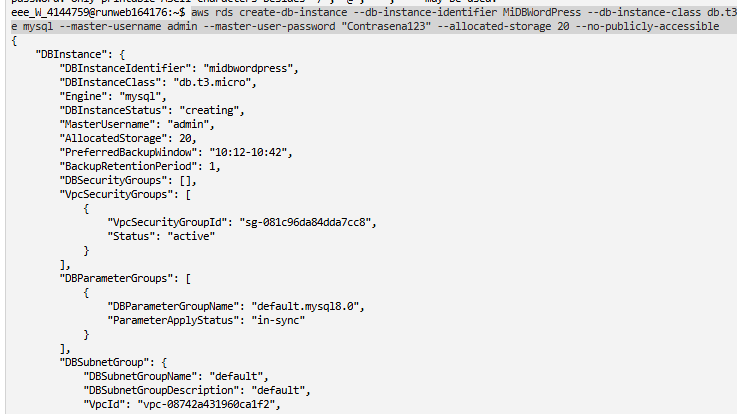 eee_W_4144759@runweb164176:~$ aws rds create-db-instance --db-instance-identifier MiDBWordPress --db-instance-class db.t3
e mysql --master-username admin --master-user-password "Contrasena123" --allocated-storage 20 --no-publicly-accessible
{
    "DBInstance": {
        "DBInstanceIdentifier": "midbwordpress",
        "DBInstanceClass": "db.t3.micro",
        "Engine": "mysql",
        "DBInstanceStatus": "creating",
        "MasterUsername": "admin",
        "AllocatedStorage": 20,
        "PreferredBackupWindow": "10:12-10:42",
        "BackupRetentionPeriod": 1,
        "DBSecurityGroups": [],
        "VpcSecurityGroups": [
            {
                "VpcSecurityGroupId": "sg-081c96da84dda7cc8",
                "Status": "active"
            }
        ],
        "DBParameterGroups": [
            {
                "DBParameterGroupName": "default.mysql8.0",
                "ParameterApplyStatus": "in-sync"
            }
        ],
        "DBSubnetGroup": {
            "DBSubnetGroupName": "default",
            "DBSubnetGroupDescription": "default",
            "VpcId": "vpc-08742a431960ca1f2",